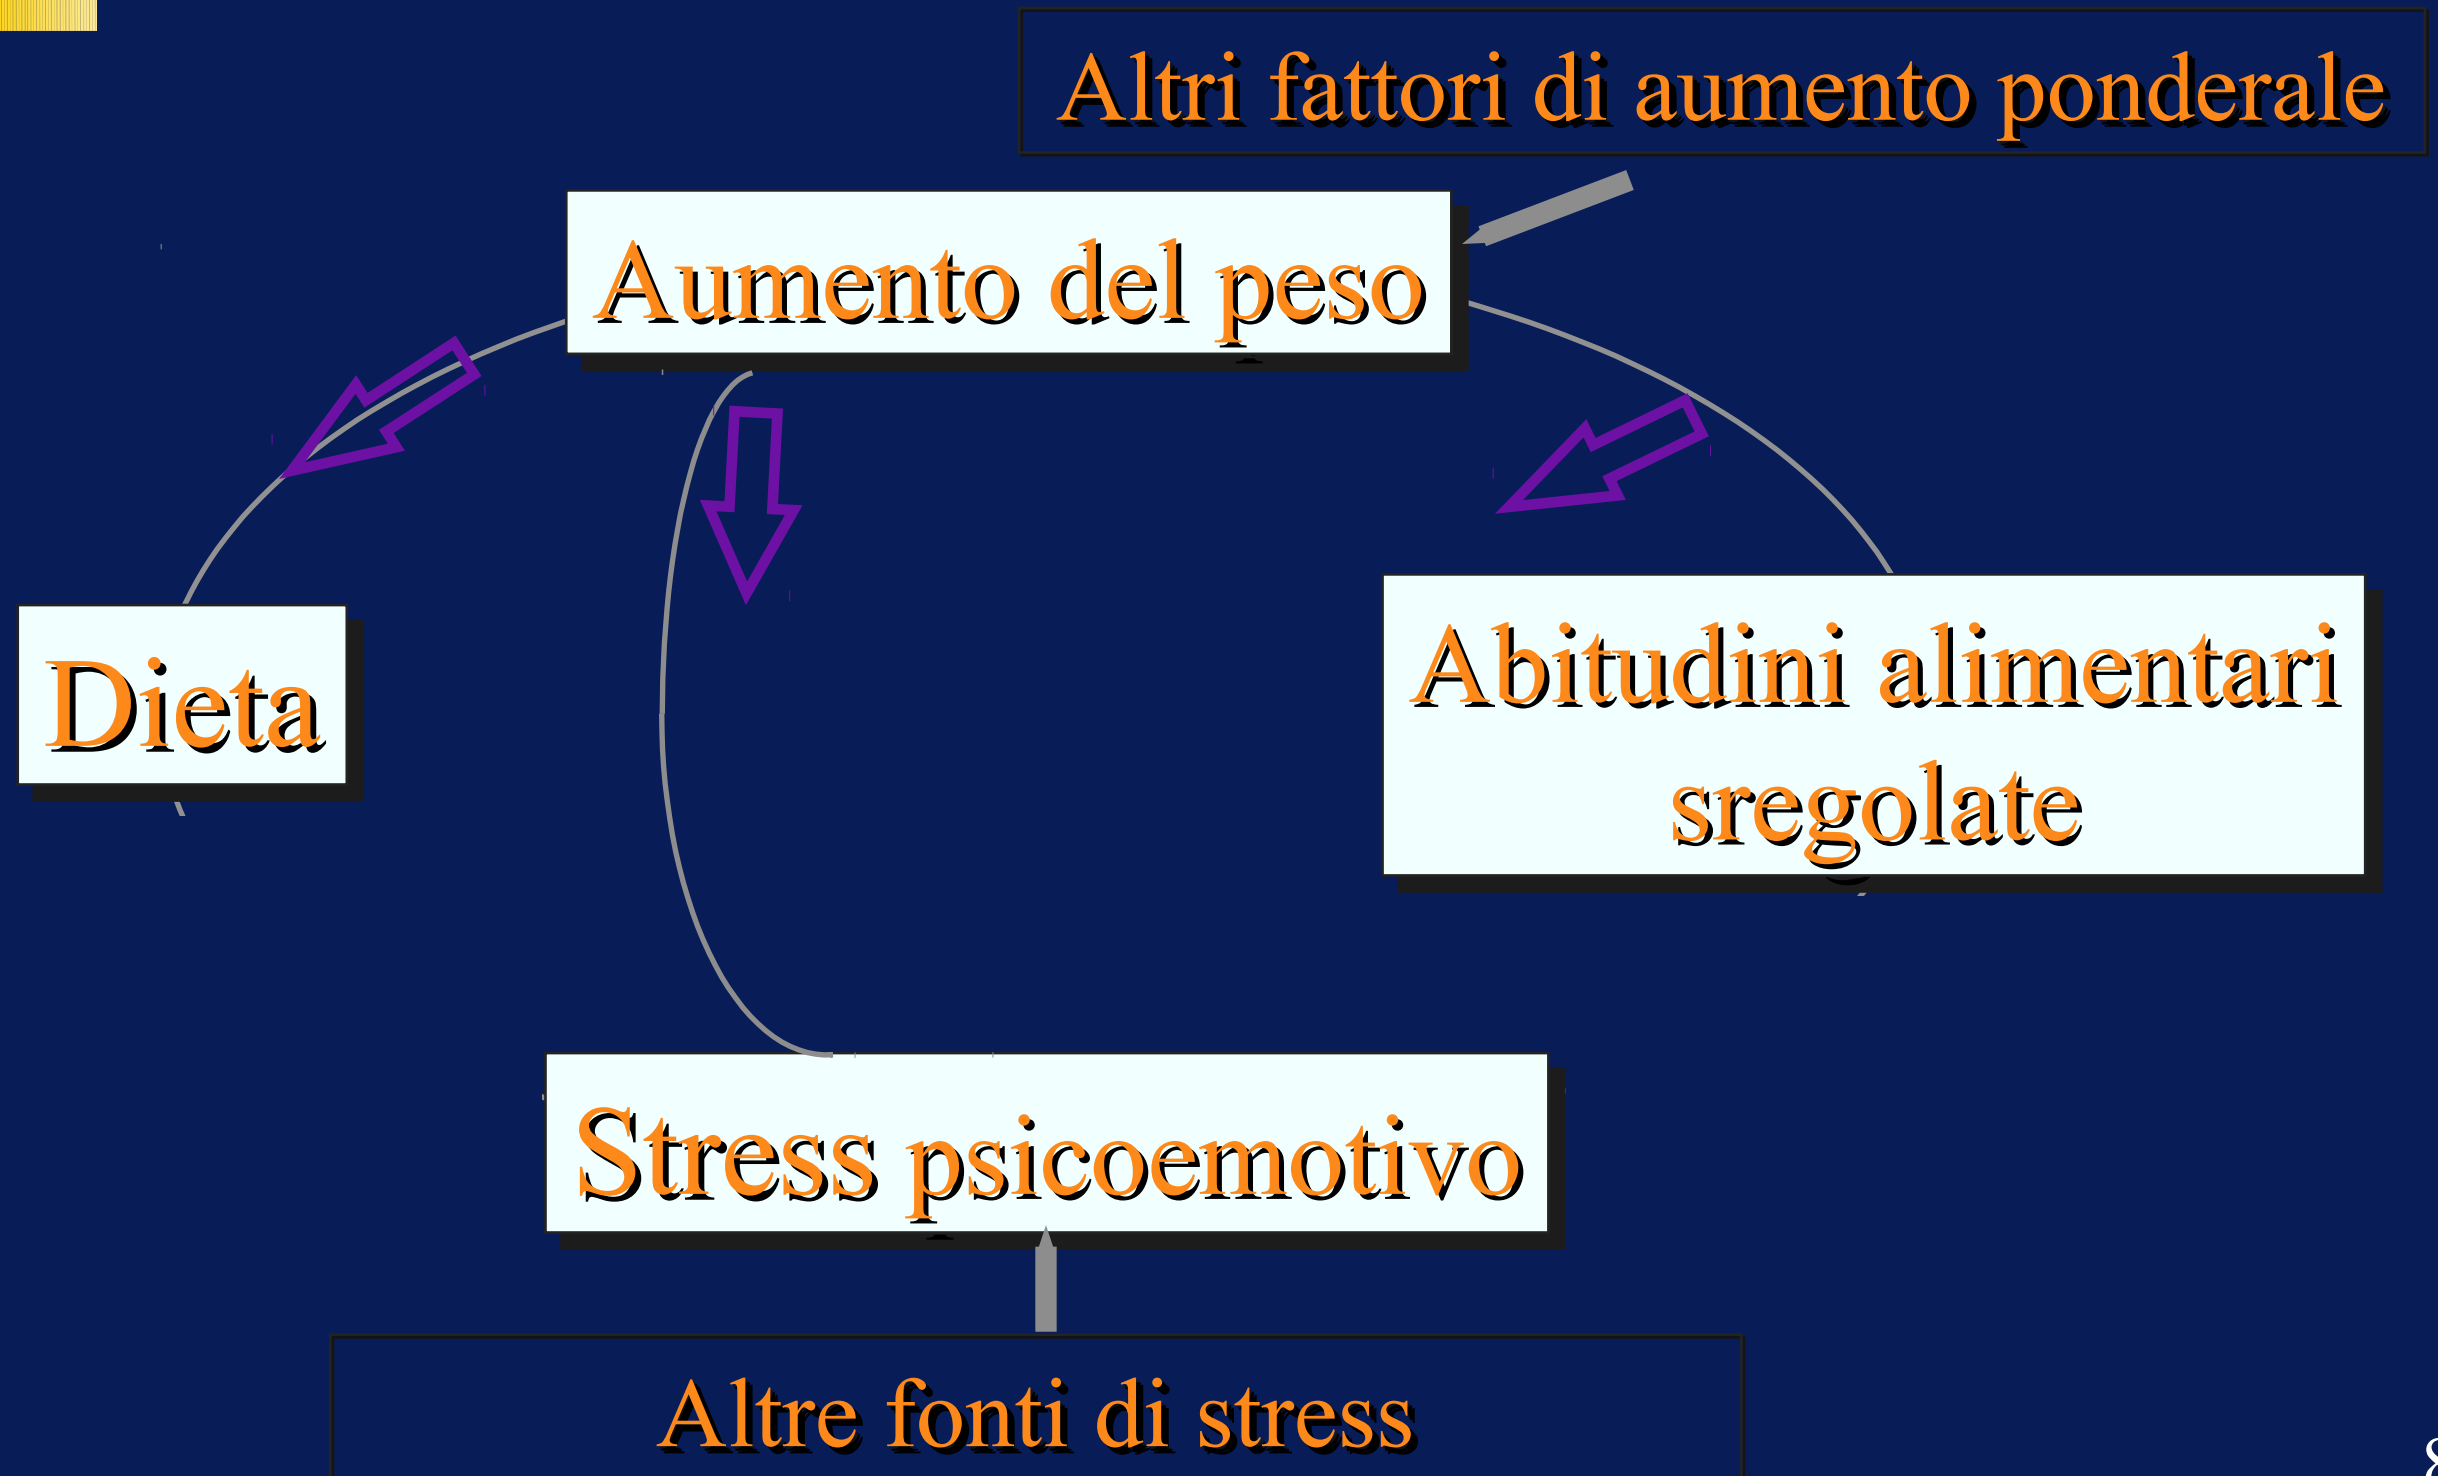 Altri fattori di aumento ponderale
Aumento del peso
Dieta
Abitudini alimentari
sregolate
Stress psicoemotivo
Altre fonti di stress